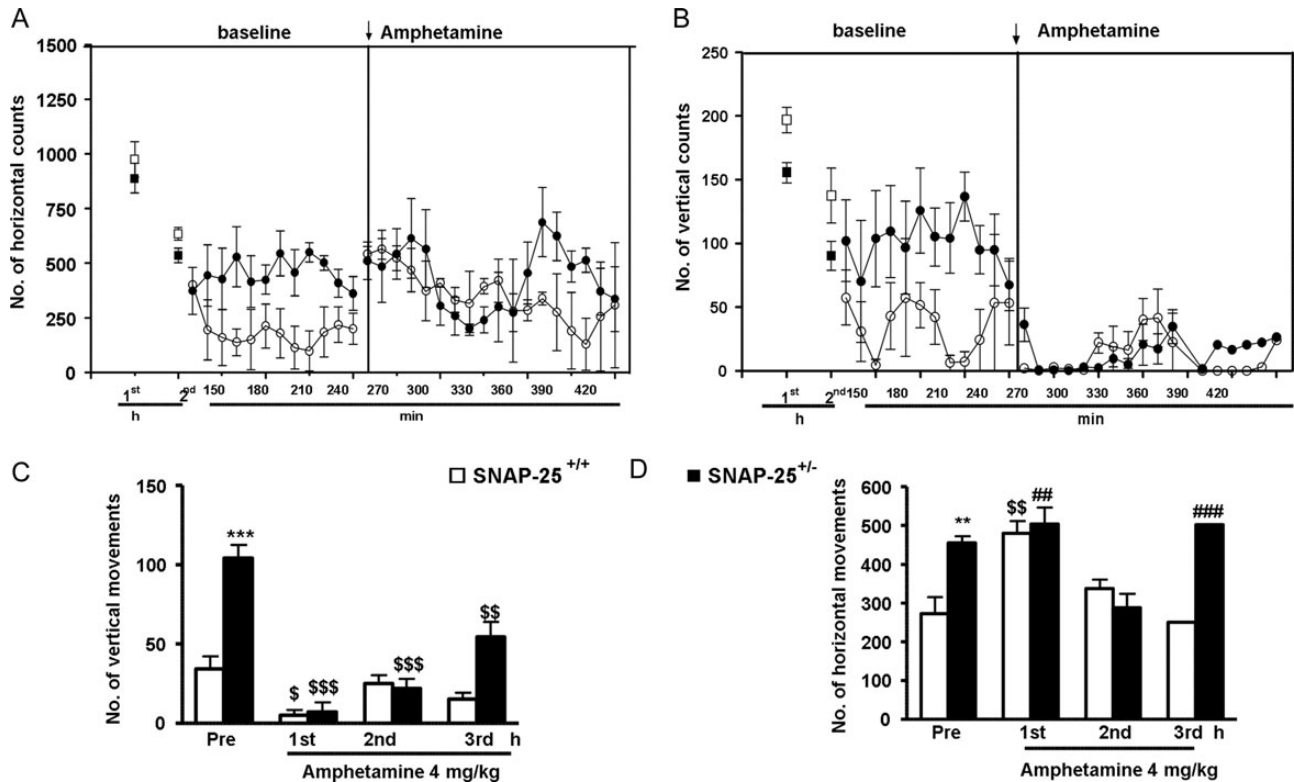 A
baseline
Amphetamine
No. of horizontal counts
1500
1250
1000
750
500
250
0
1st 2nd 150 180 210 240 270 300 330 360 390 420
h
min
B
baseline
Amphetamine
No. of vertical counts
250
200
150
100
50
0
1st 2nd 150 180 210 240 270 300 330 360 390 420
h
min
C
SNAP-25 +/+
No. of vertical movements
150
100
50
0
***
$
$$$
$$$
$$
Pre 1st 2nd 3rd h
Amphetamine 4 mg/kg
D
SNAP-25 +/-
No. of horizontal movements
600
500
400
300
200
100
0
**
$$
##
###
Pre 1st 2nd 3rd h
Amphetamine 4 mg/kg